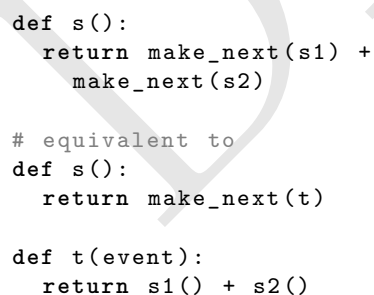 def s():
  return make_next(s1) +
    make_next(s2)

# equivalent to
def s():
  return make_next(t)

def t(event):
  return s1() + s2()